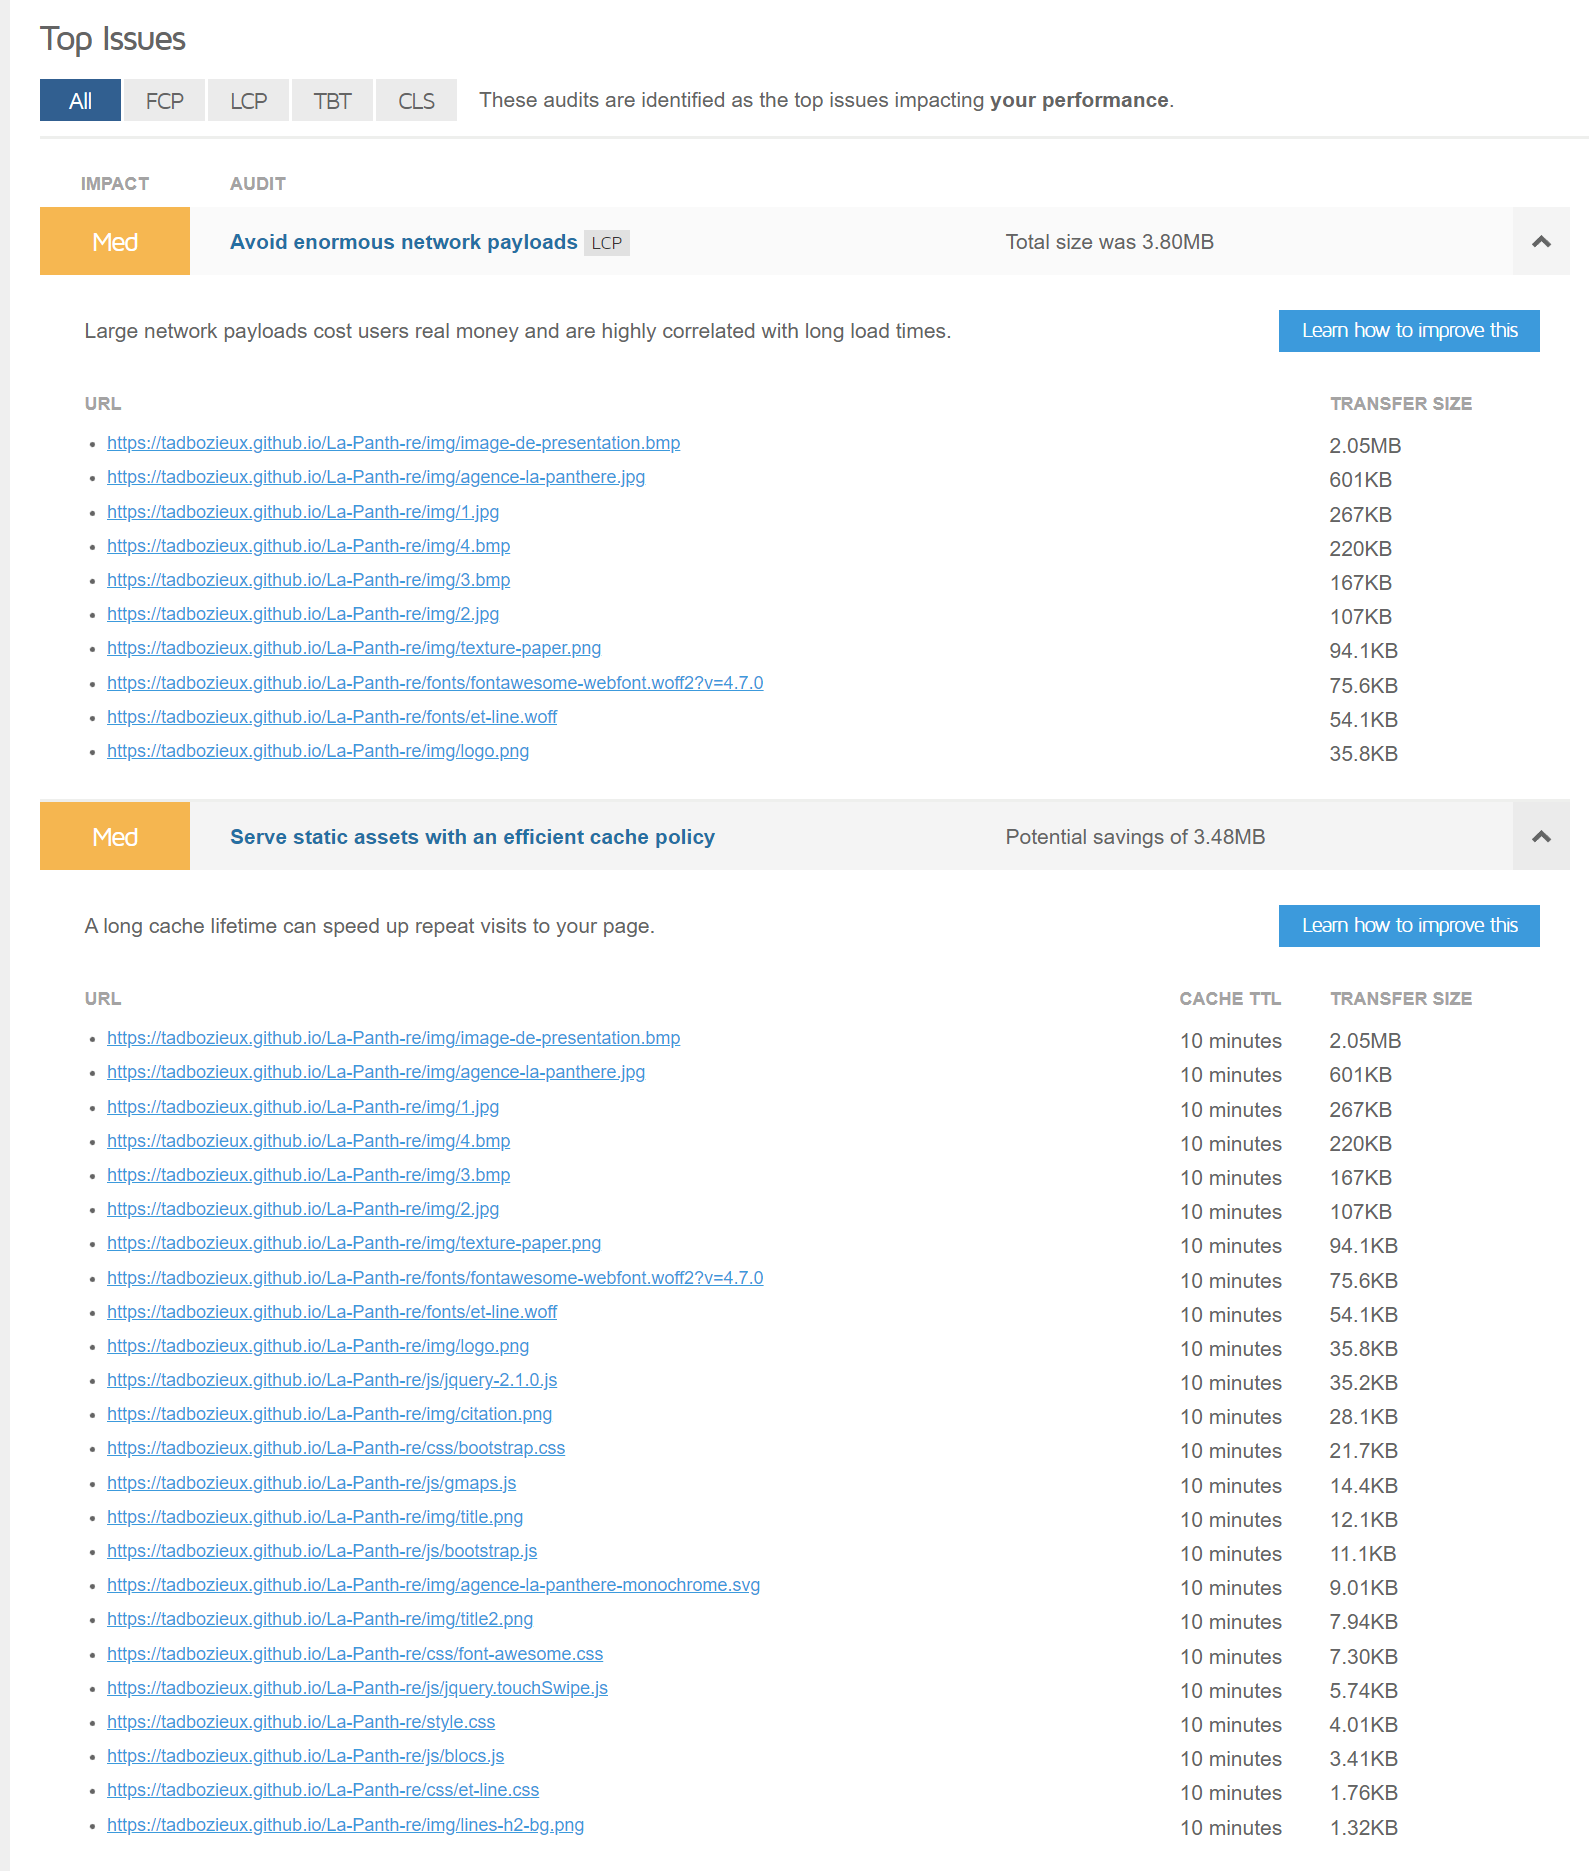 Top Issues
All FCP LCP TBT CLS These audits are identified as the top issues impacting your performance.
IMPACT AUDIT
Med Avoid enormous network payloads LCP Total size was 3.80MB
Large network payloads cost users real money and are highly correlated with long load times. Learn how to improve this
URL TRANSFER SIZE
• https://tadbozieux.github.io/La-Panth-re/img/image-de-presentation.bmp 2.05MB
• https://tadbozieux.github.io/La-Panth-re/img/agence-la-panthere.jpg 601KB
• https://tadbozieux.github.io/La-Panth-re/img/1.jpg 267KB
• https://tadbozieux.github.io/La-Panth-re/img/4.bmp 220KB
• https://tadbozieux.github.io/La-Panth-re/img/3.bmp 167KB
• https://tadbozieux.github.io/La-Panth-re/img/2.jpg 107KB
• https://tadbozieux.github.io/La-Panth-re/img/texture-paper.png 94.1KB
• https://tadbozieux.github.io/La-Panth-re/fonts/fontawesome-webfont.woff2?v=4.7.0 75.6KB
• https://tadbozieux.github.io/La-Panth-re/fonts/et-line.woff 54.1KB
• https://tadbozieux.github.io/La-Panth-re/img/logo.png 35.8KB
Med Serve static assets with an efficient cache policy Potential savings of 3.48MB
A long cache lifetime can speed up repeat visits to your page. Learn how to improve this
URL CACHE TTL TRANSFER SIZE
• https://tadbozieux.github.io/La-Panth-re/img/image-de-presentation.bmp 10 minutes 2.05MB
• https://tadbozieux.github.io/La-Panth-re/img/agence-la-panthere.jpg 10 minutes 601KB
• https://tadbozieux.github.io/La-Panth-re/img/1.jpg 10 minutes 267KB
• https://tadbozieux.github.io/La-Panth-re/img/4.bmp 10 minutes 220KB
• https://tadbozieux.github.io/La-Panth-re/img/3.bmp 10 minutes 167KB
• https://tadbozieux.github.io/La-Panth-re/img/2.jpg 10 minutes 107KB
• https://tadbozieux.github.io/La-Panth-re/img/texture-paper.png 10 minutes 94.1KB
• https://tadbozieux.github.io/La-Panth-re/fonts/fontawesome-webfont.woff2?v=4.7.0 10 minutes 75.6KB
• https://tadbozieux.github.io/La-Panth-re/fonts/et-line.woff 10 minutes 54.1KB
• https://tadbozieux.github.io/La-Panth-re/img/logo.png 10 minutes 35.8KB
• https://tadbozieux.github.io/La-Panth-re/js/jquery-2.1.0.js 10 minutes 35.2KB
• https://tadbozieux.github.io/La-Panth-re/img/citation.png 10 minutes 28.1KB
• https://tadbozieux.github.io/La-Panth-re/css/bootstrap.css 10 minutes 21.7KB
• https://tadbozieux.github.io/La-Panth-re/js/gmaps.js 10 minutes 14.4KB
• https://tadbozieux.github.io/La-Panth-re/img/title.png 10 minutes 12.1KB
• https://tadbozieux.github.io/La-Panth-re/js/bootstrap.js 10 minutes 11.1KB
• https://tadbozieux.github.io/La-Panth-re/img/agence-la-panthere-monochrome.svg 10 minutes 9.01KB
• https://tadbozieux.github.io/La-Panth-re/img/title2.png 10 minutes 7.94KB
• https://tadbozieux.github.io/La-Panth-re/css/font-awesome.css 10 minutes 7.30KB
• https://tadbozieux.github.io/La-Panth-re/js/jquery.touchSwipe.js 10 minutes 5.74KB
• https://tadbozieux.github.io/La-Panth-re/style.css 10 minutes 4.01KB
• https://tadbozieux.github.io/La-Panth-re/js/blocs.js 10 minutes 3.41KB
• https://tadbozieux.github.io/La-Panth-re/css/et-line.css 10 minutes 1.76KB
• https://tadbozieux.github.io/La-Panth-re/img/lines-h2-bg.png 10 minutes 1.32KB